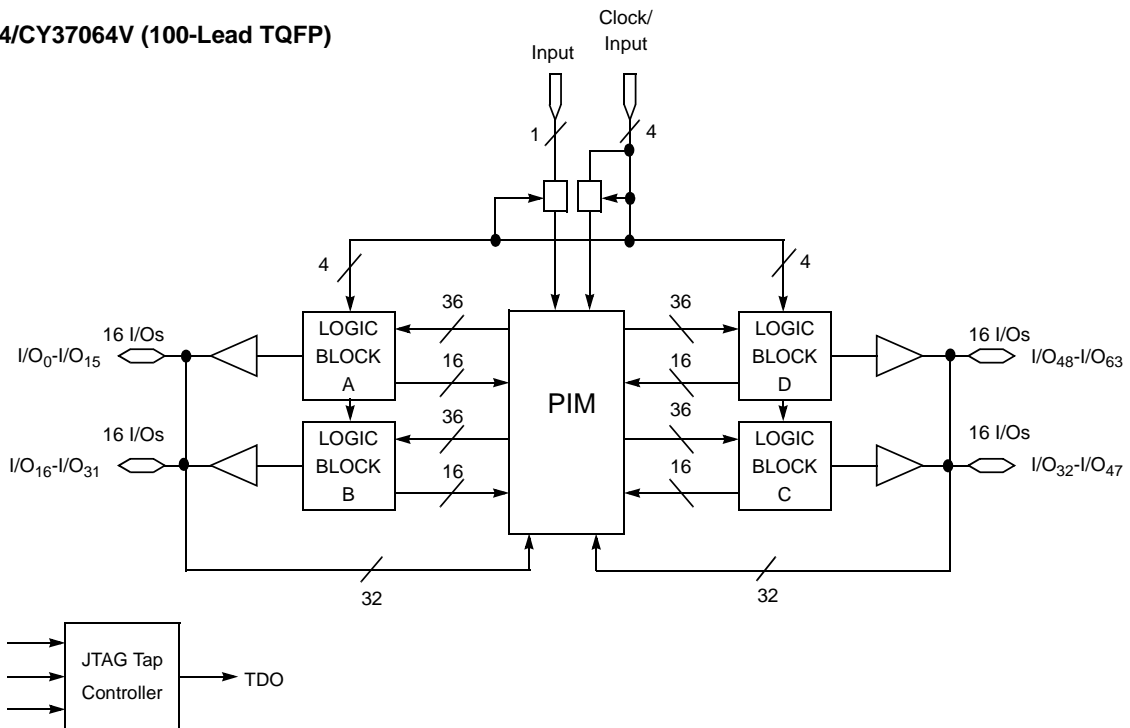 4/CY37064V (100-Lead TQFP)
Clock/
Input
Input
1
4
4
4
36
36
16 I/Os
LOGIC
BLOCK
A
LOGIC
BLOCK
D
16 I/Os
I/O0-I/O15
16
16
I/O48-I/O63
PIM
36
36
16 I/Os
LOGIC
BLOCK
B
LOGIC
BLOCK
C
16 I/Os
I/O16-I/O31
16
16
I/O32-I/O47
32
32
JTAG Tap
Controller
TDO